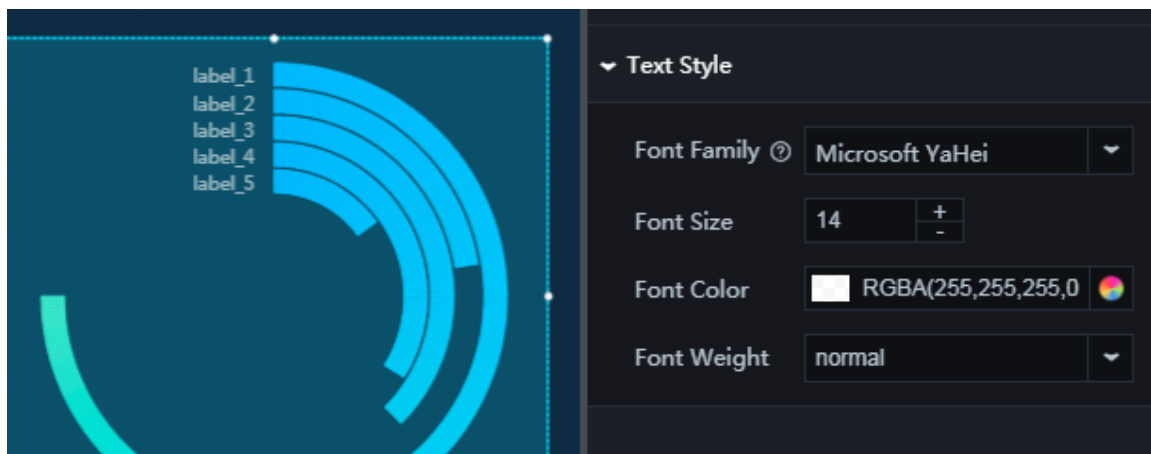 label_1
label_2
label_3
label_4
label_5
Text Style
Font Family ?
Microsoft YaHei
Font Size
14
+
-
Font Color
RGBA(255,255,255,0
Font Weight
normal